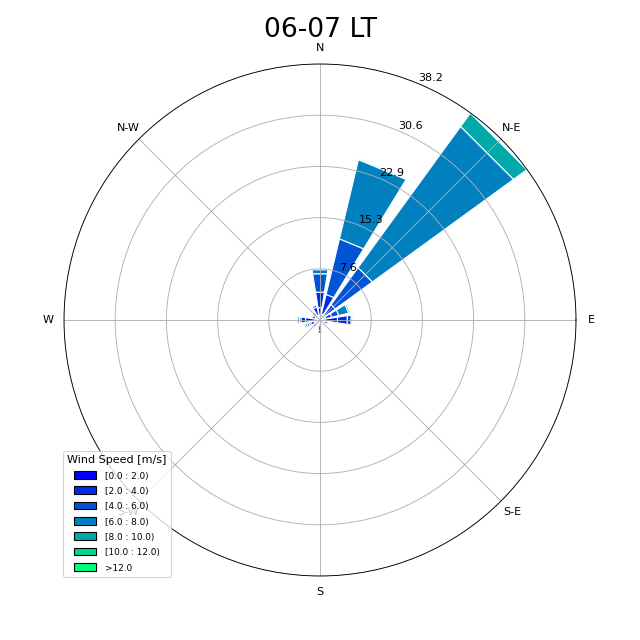 06-07 LT
N
38.2
N-W
30.6
N-E
22.9
15.3
7.6
W
E
Wind Speed [m/s]
[0.0 : 2.0)
[2.0 : 4.0)
[4.0 : 6.0)
[6.0 : 8.0)
[8.0 : 10.0)
[10.0 : 12.0)
>12.0
S-W
S-E
S